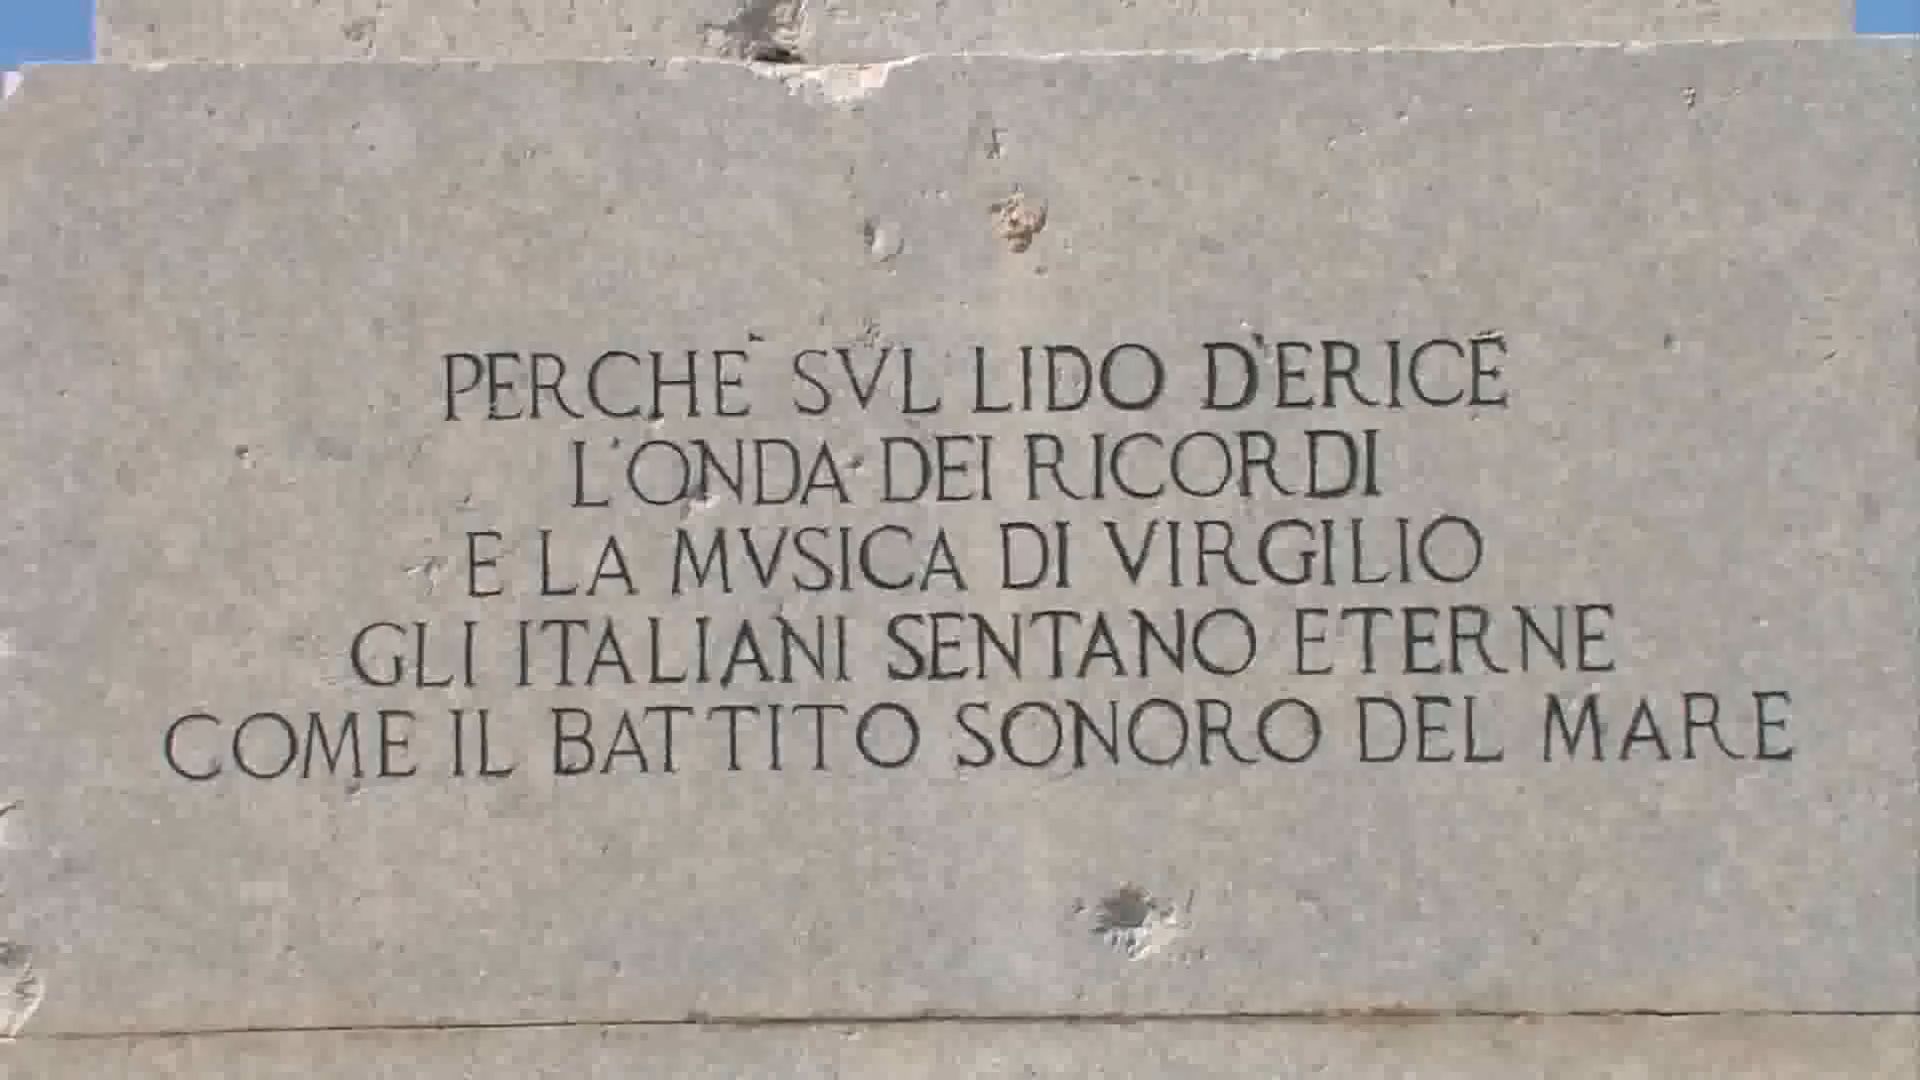 PERCHÈ SVL LIDO D'ERICE
L'ONDA DEI RICORDI
E LA MVSICA DI VIRGILIO
GLI ITALIANI SENTANO ETERNE
COME IL BATTITO SONORO DEL MARE